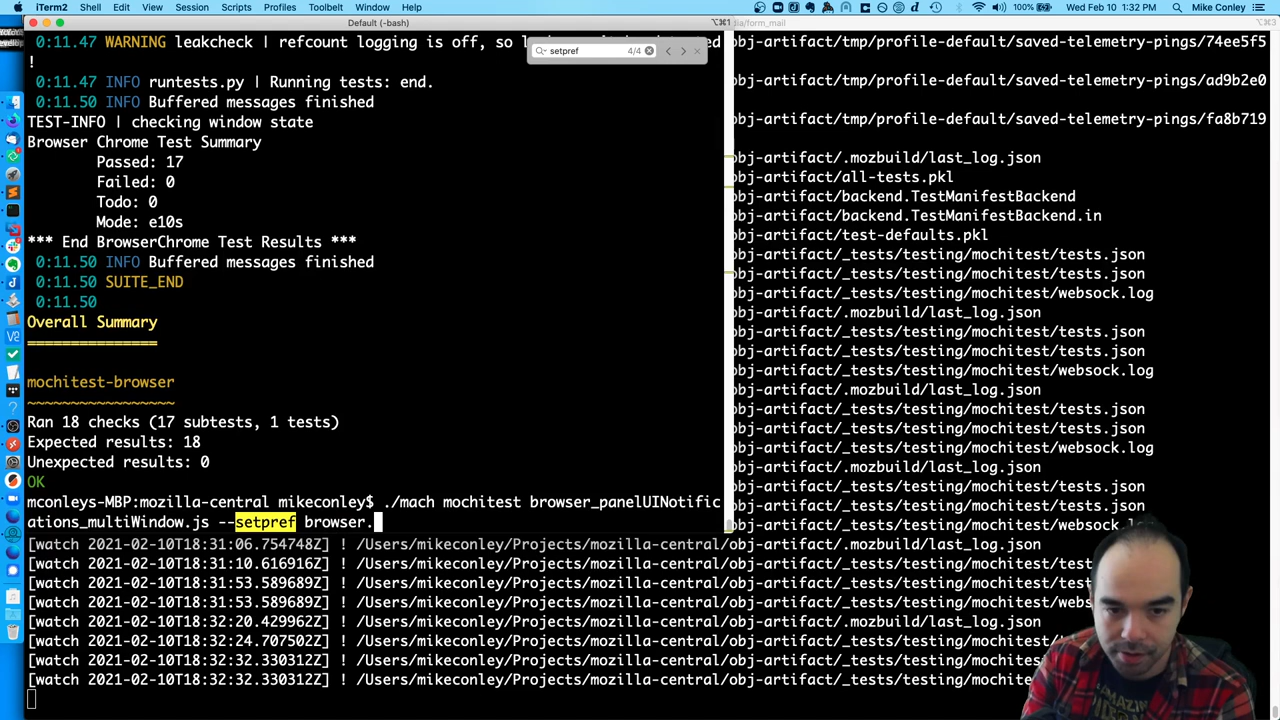 iTerm2 Shell Edit View Session Scripts Profiles Toolbelt Window Help 100% Wed Feb 10 1:32 PM Mike Conley
Default (-bash) ⌥⌘1
dia/form_mail ⌥⌘3
setpref 4/4
0:11.47 WARNING leakcheck | refcount logging is off, so
!
0:11.47 INFO runtests.py | Running tests: end.
0:11.50 INFO Buffered messages finished
TEST-INFO | checking window state
Browser Chrome Test Summary
Passed: 17
Failed: 0
Todo: 0
Mode: e10s
*** End BrowserChrome Test Results ***
0:11.50 INFO Buffered messages finished
0:11.50 SUITE_END
0:11.50
Overall Summary
===============
mochitest-browser
~~~~~~~~~~~~~~~~~
Ran 18 checks (17 subtests, 1 tests)
Expected results: 18
Unexpected results: 0
OK
mconleys-MBP:mozilla-central mikeconley$ ./mach mochitest browser_panelUINotific
ations_multiWindow.js --setpref browser.
obj-artifact/tmp/profile-default/saved-telemetry-pings/74ee5f5
obj-artifact/tmp/profile-default/saved-telemetry-pings/ad9b2e0
obj-artifact/tmp/profile-default/saved-telemetry-pings/fa8b719
obj-artifact/.mozbuild/last_log.json
obj-artifact/all-tests.pkl
obj-artifact/backend.TestManifestBackend
obj-artifact/backend.TestManifestBackend.in
obj-artifact/test-defaults.pkl
obj-artifact/_tests/testing/mochitest/tests.json
obj-artifact/_tests/testing/mochitest/tests.json
obj-artifact/_tests/testing/mochitest/websock.log
obj-artifact/.mozbuild/last_log.json
obj-artifact/_tests/testing/mochitest/tests.json
obj-artifact/_tests/testing/mochitest/tests.json
obj-artifact/_tests/testing/mochitest/websock.log
obj-artifact/.mozbuild/last_log.json
obj-artifact/_tests/testing/mochitest/tests.json
obj-artifact/_tests/testing/mochitest/tests.json
obj-artifact/_tests/testing/mochitest/websock.log
obj-artifact/.mozbuild/last_log.json
obj-artifact/_tests/testing/mochitest/tests.json
obj-artifact/_tests/testing/mochitest/tests.json
obj-artifact/_tests/testing/mochitest/websock.log
[watch 2021-02-10T18:31:06.754748Z] ! /Users/mikeconley/Projects/mozilla-central/obj-artifact/.mozbuild/last_log.json
[watch 2021-02-10T18:31:10.616916Z] ! /Users/mikeconley/Projects/mozilla-central/obj-artifact/_tests/testing/mochitest/test
[watch 2021-02-10T18:31:53.589689Z] ! /Users/mikeconley/Projects/mozilla-central/obj-artifact/_tests/testing/mochitest/tes
[watch 2021-02-10T18:31:53.589689Z] ! /Users/mikeconley/Projects/mozilla-central/obj-artifact/_tests/testing/mochitest/webs
[watch 2021-02-10T18:32:20.429962Z] ! /Users/mikeconley/Projects/mozilla-central/obj-artifact/.mozbuild/last_log.json
[watch 2021-02-10T18:32:24.707502Z] ! /Users/mikeconley/Projects/mozilla-central/obj-artifact/_tests/testing/mochitest/
[watch 2021-02-10T18:32:32.330312Z] ! /Users/mikeconley/Projects/mozilla-central/obj-artifact/_tests/testing/mochites
[watch 2021-02-10T18:32:32.330312Z] ! /Users/mikeconley/Projects/mozilla-central/obj-artifact/_tests/testing/mochites